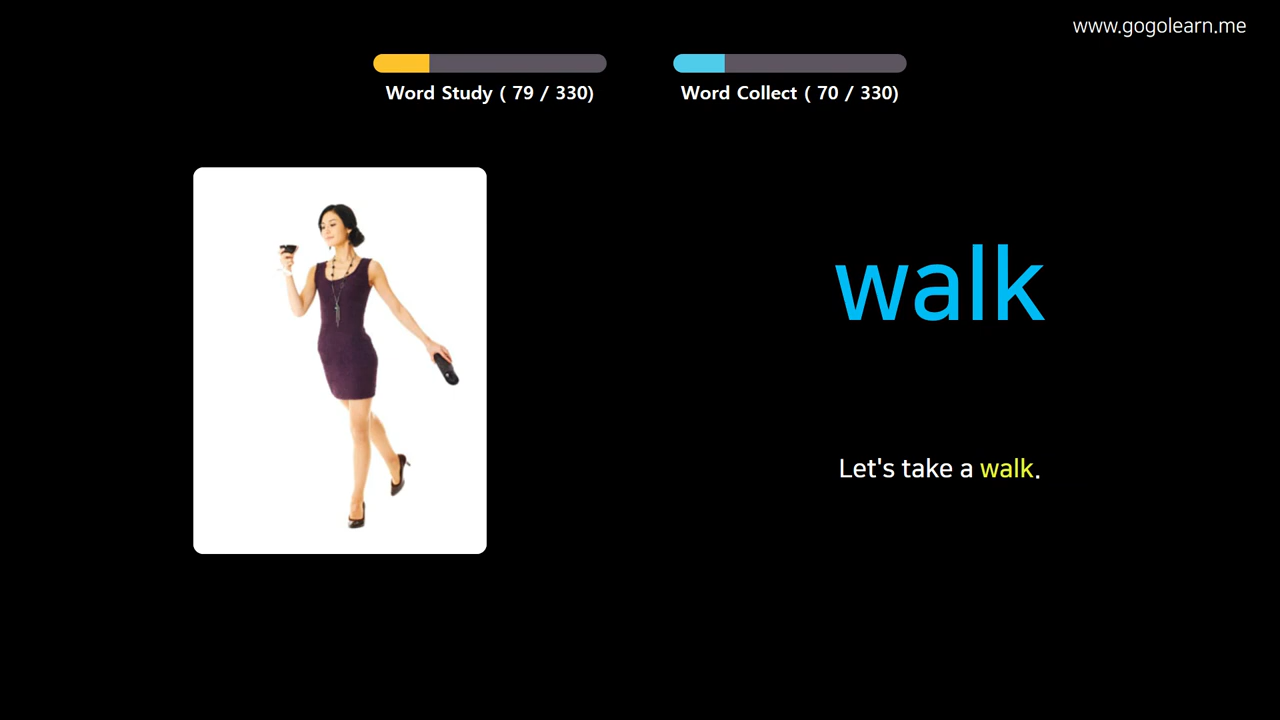 www.gogolearn.me
Word Study ( 79 / 330)
Word Collect ( 70 / 330)
walk
Let's take a walk.